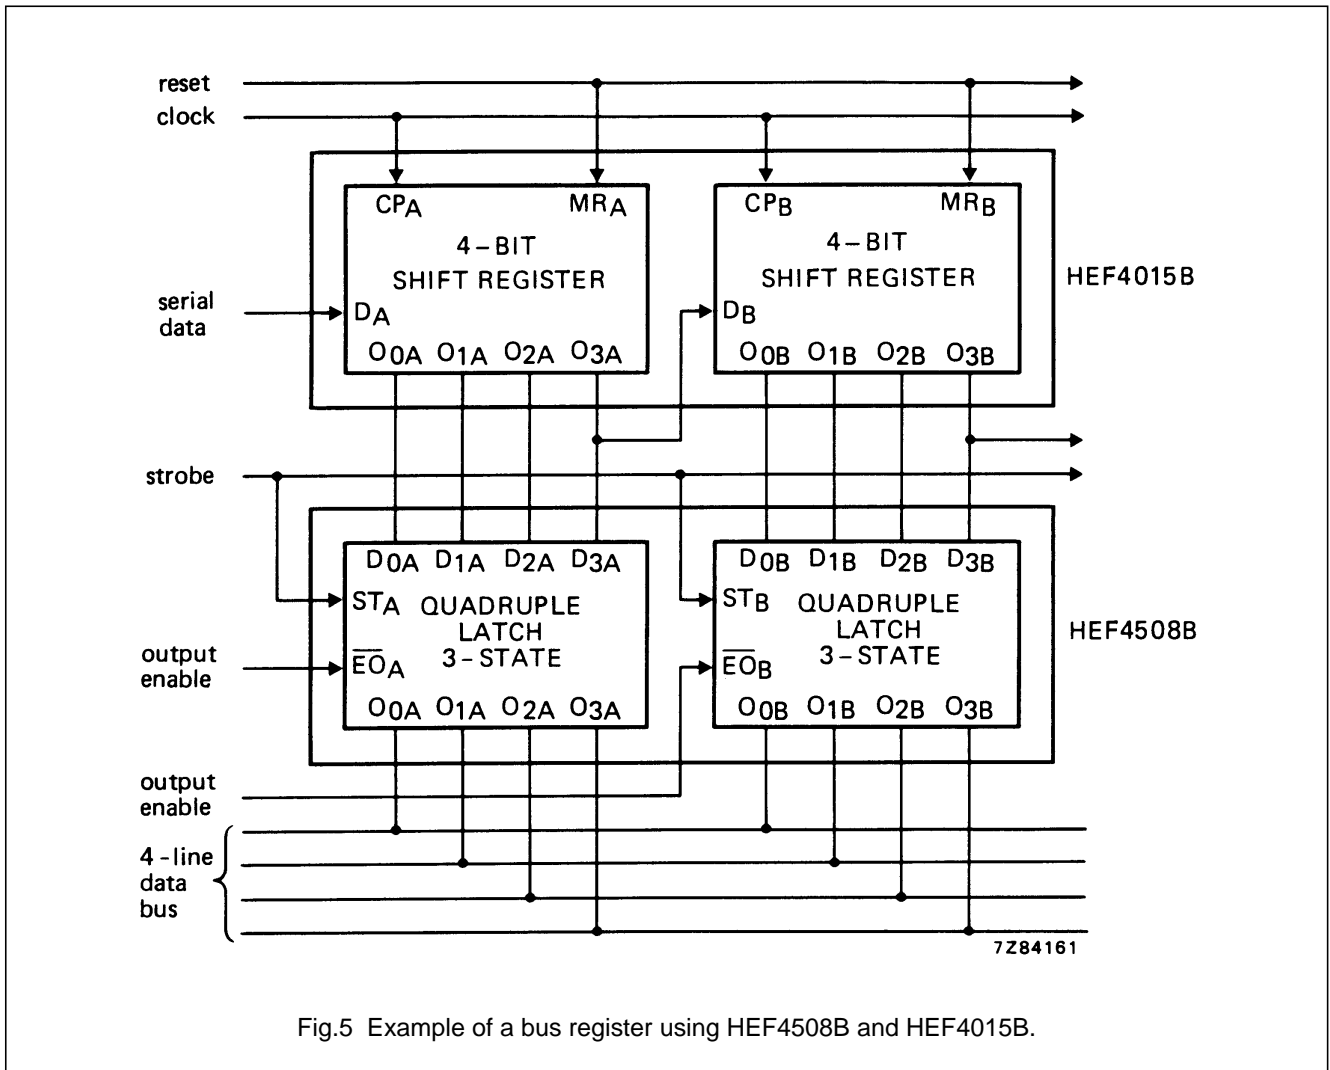 reset
clock
CPA MRA
4-BIT
SHIFT REGISTER
DA
O0A O1A O2A O3A
CPB MRB
4-BIT
SHIFT REGISTER
DB
O0B O1B O2B O3B
HEF4015B
serial
data
strobe
D0A D1A D2A D3A
STA QUADRUPLE
LATCH
3-STATE
E̅O̅A
O0A O1A O2A O3A
D0B D1B D2B D3B
STB QUADRUPLE
LATCH
3-STATE
E̅O̅B
O0B O1B O2B O3B
HEF4508B
output
enable
output
enable
4-line
data
bus
7Z84161
Fig.5 Example of a bus register using HEF4508B and HEF4015B.